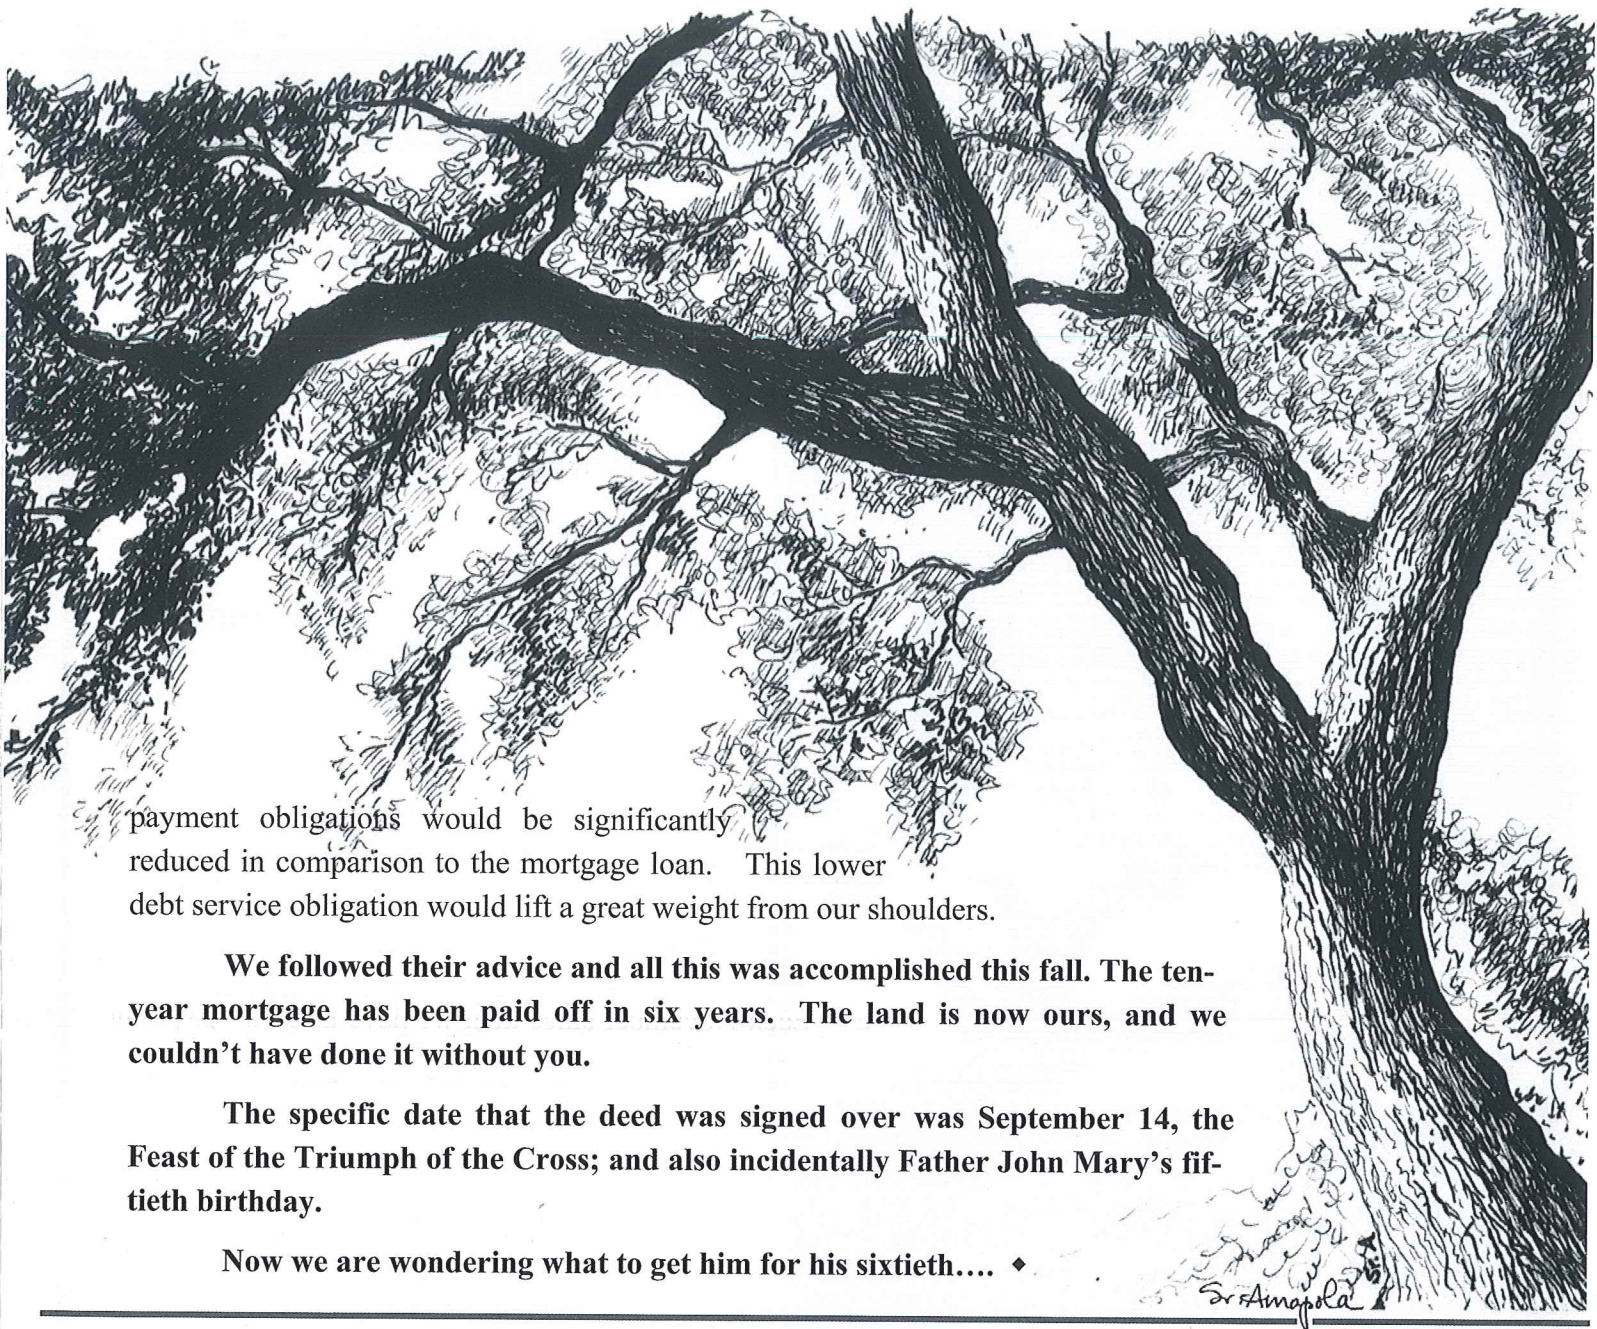 payment obligations would be significantly
reduced in comparison to the mortgage loan. This lower
debt service obligation would lift a great weight from our shoulders.
We followed their advice and all this was accomplished this fall. The ten-
year mortgage has been paid off in six years. The land is now ours, and we
couldn't have done it without you.
The specific date that the deed was signed over was September 14, the
Feast of the Triumph of the Cross; and also incidentally Father John Mary's fif-
tieth birthday.
Now we are wondering what to get him for his sixtieth.... ◆
Sr. Amapola